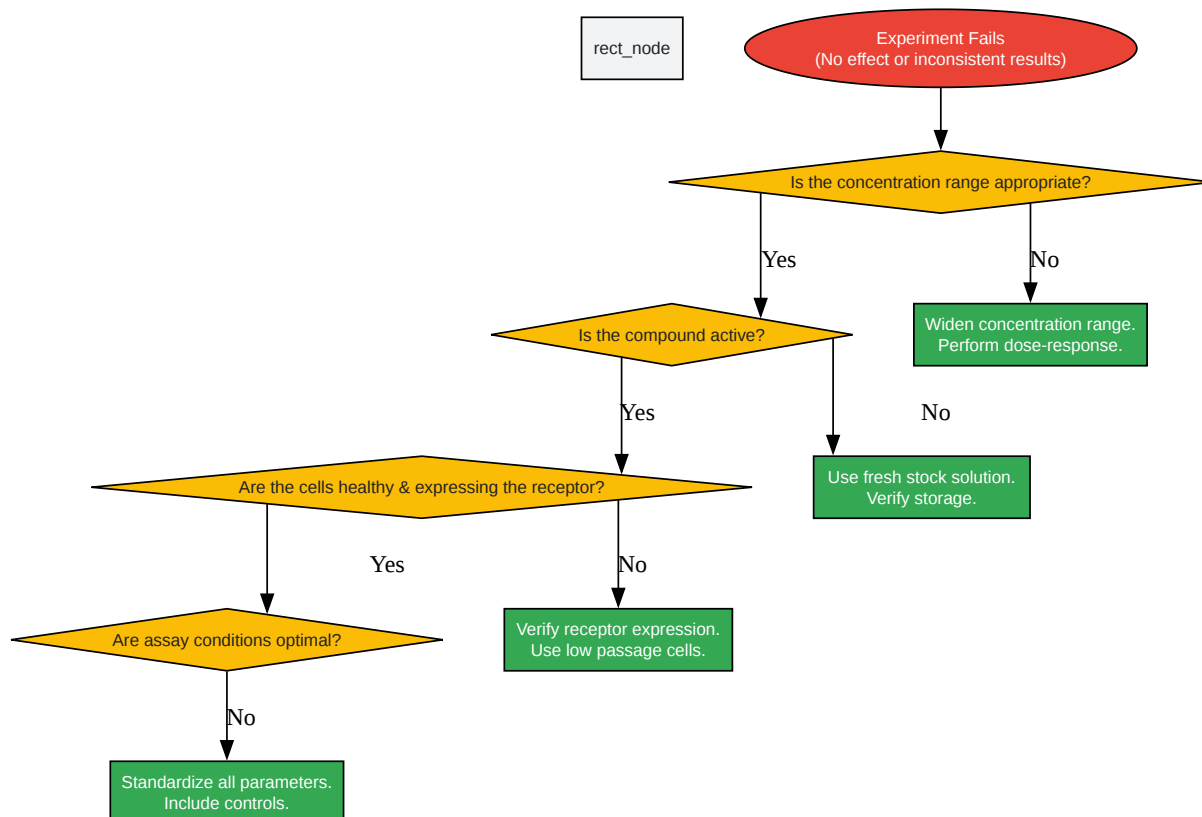 rect_node
Experiment Fails
(No effect or inconsistent results)
Is the concentration range appropriate?
Yes
No
Widen concentration range.
Perform dose-response.
Is the compound active?
Yes
No
Use fresh stock solution.
Verify storage.
Are the cells healthy & expressing the receptor?
Yes
No
Verify receptor expression.
Use low passage cells.
Are assay conditions optimal?
No
Standardize all parameters.
Include controls.